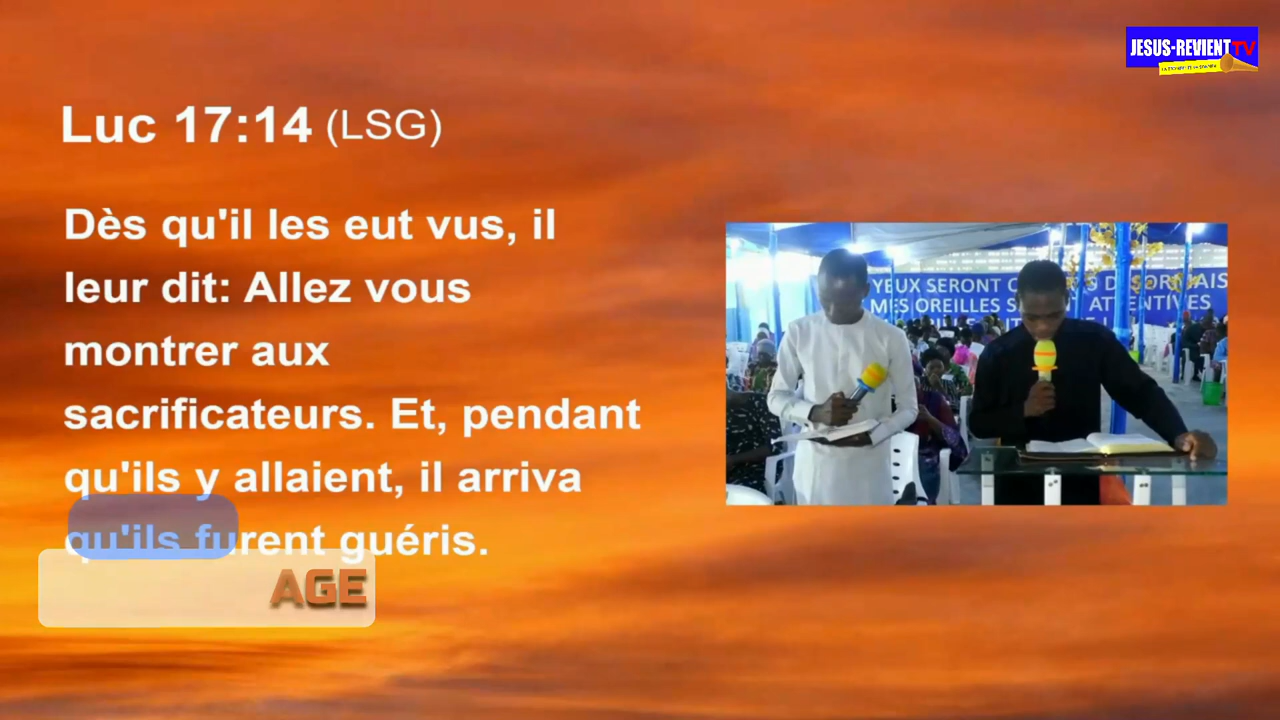 JESUS-REVIENT TV
Luc 17:14 (LSG)
Dès qu'il les eut vus, il
leur dit: Allez vous
montrer aux
sacrificateurs. Et, pendant
qu'ils y allaient, il arriva
qu'ils furent guéris.
AGE
YEUX SERONT
MES OREILLES